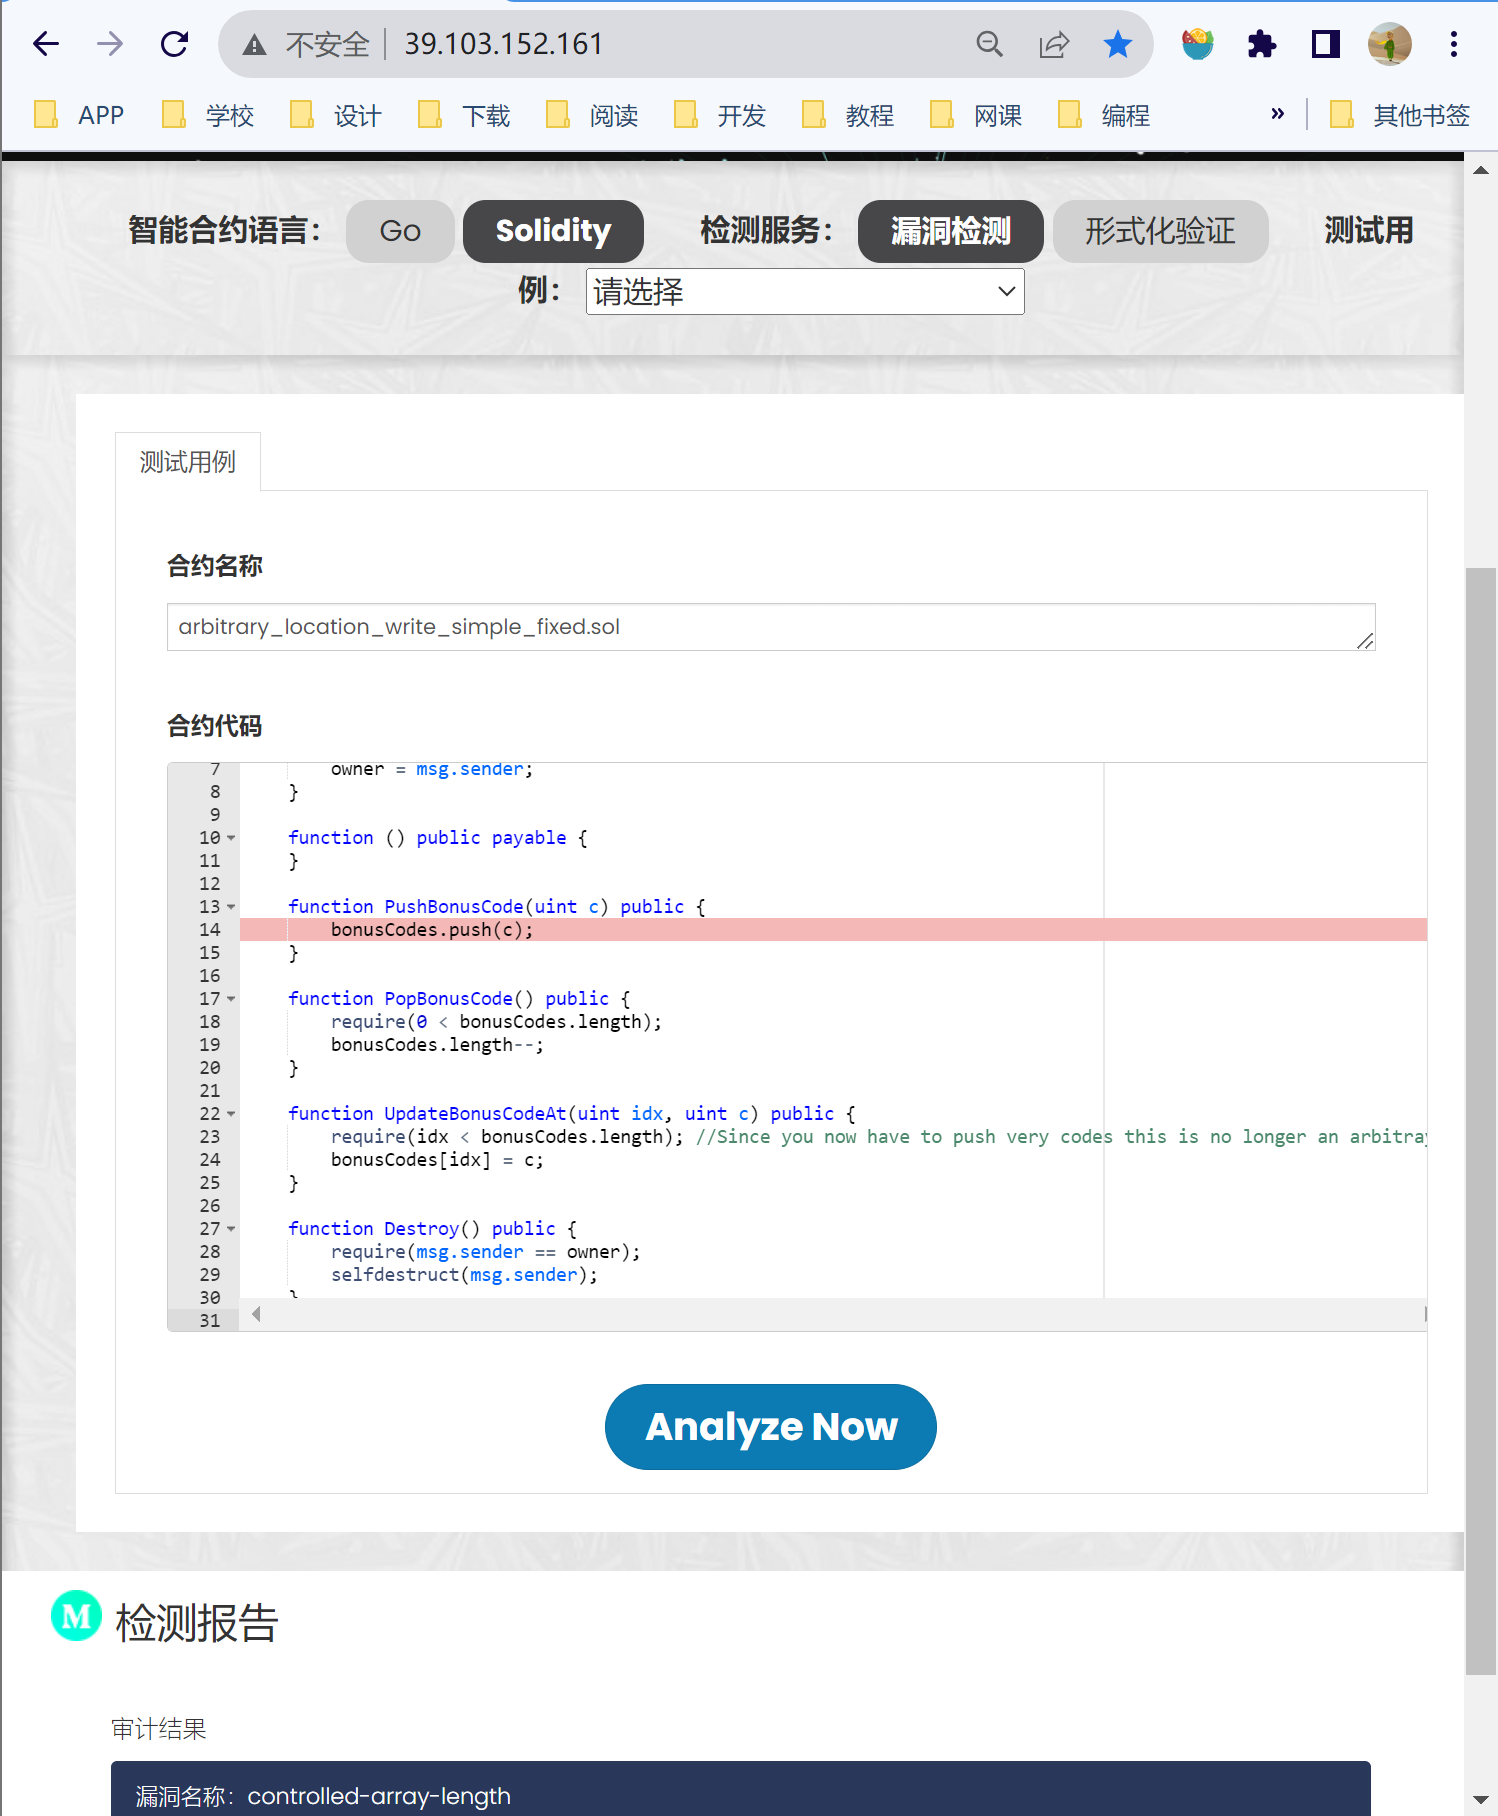 不安全 39.103.152.161
APP 学校 设计 下载 阅读 开发 教程 网课 编程 » 其他书签
智能合约语言： Go Solidity 检测服务： 漏洞检测 形式化验证 测试用
例： 请选择
测试用例
合约名称
arbitrary_location_write_simple_fixed.sol
合约代码
7 owner = msg.sender;
8 }
9
10 function () public payable {
11 }
12
13 function PushBonusCode(uint c) public {
14 bonusCodes.push(c);
15 }
16
17 function PopBonusCode() public {
18 require(0 < bonusCodes.length);
19 bonusCodes.length--;
20 }
21
22 function UpdateBonusCodeAt(uint idx, uint c) public {
23 require(idx < bonusCodes.length); //Since you now have to push very codes this is no longer an arbitray
24 bonusCodes[idx] = c;
25 }
26
27 function Destroy() public {
28 require(msg.sender == owner);
29 selfdestruct(msg.sender);
30 }
31
Analyze Now
M 检测报告
审计结果
漏洞名称：controlled-array-length